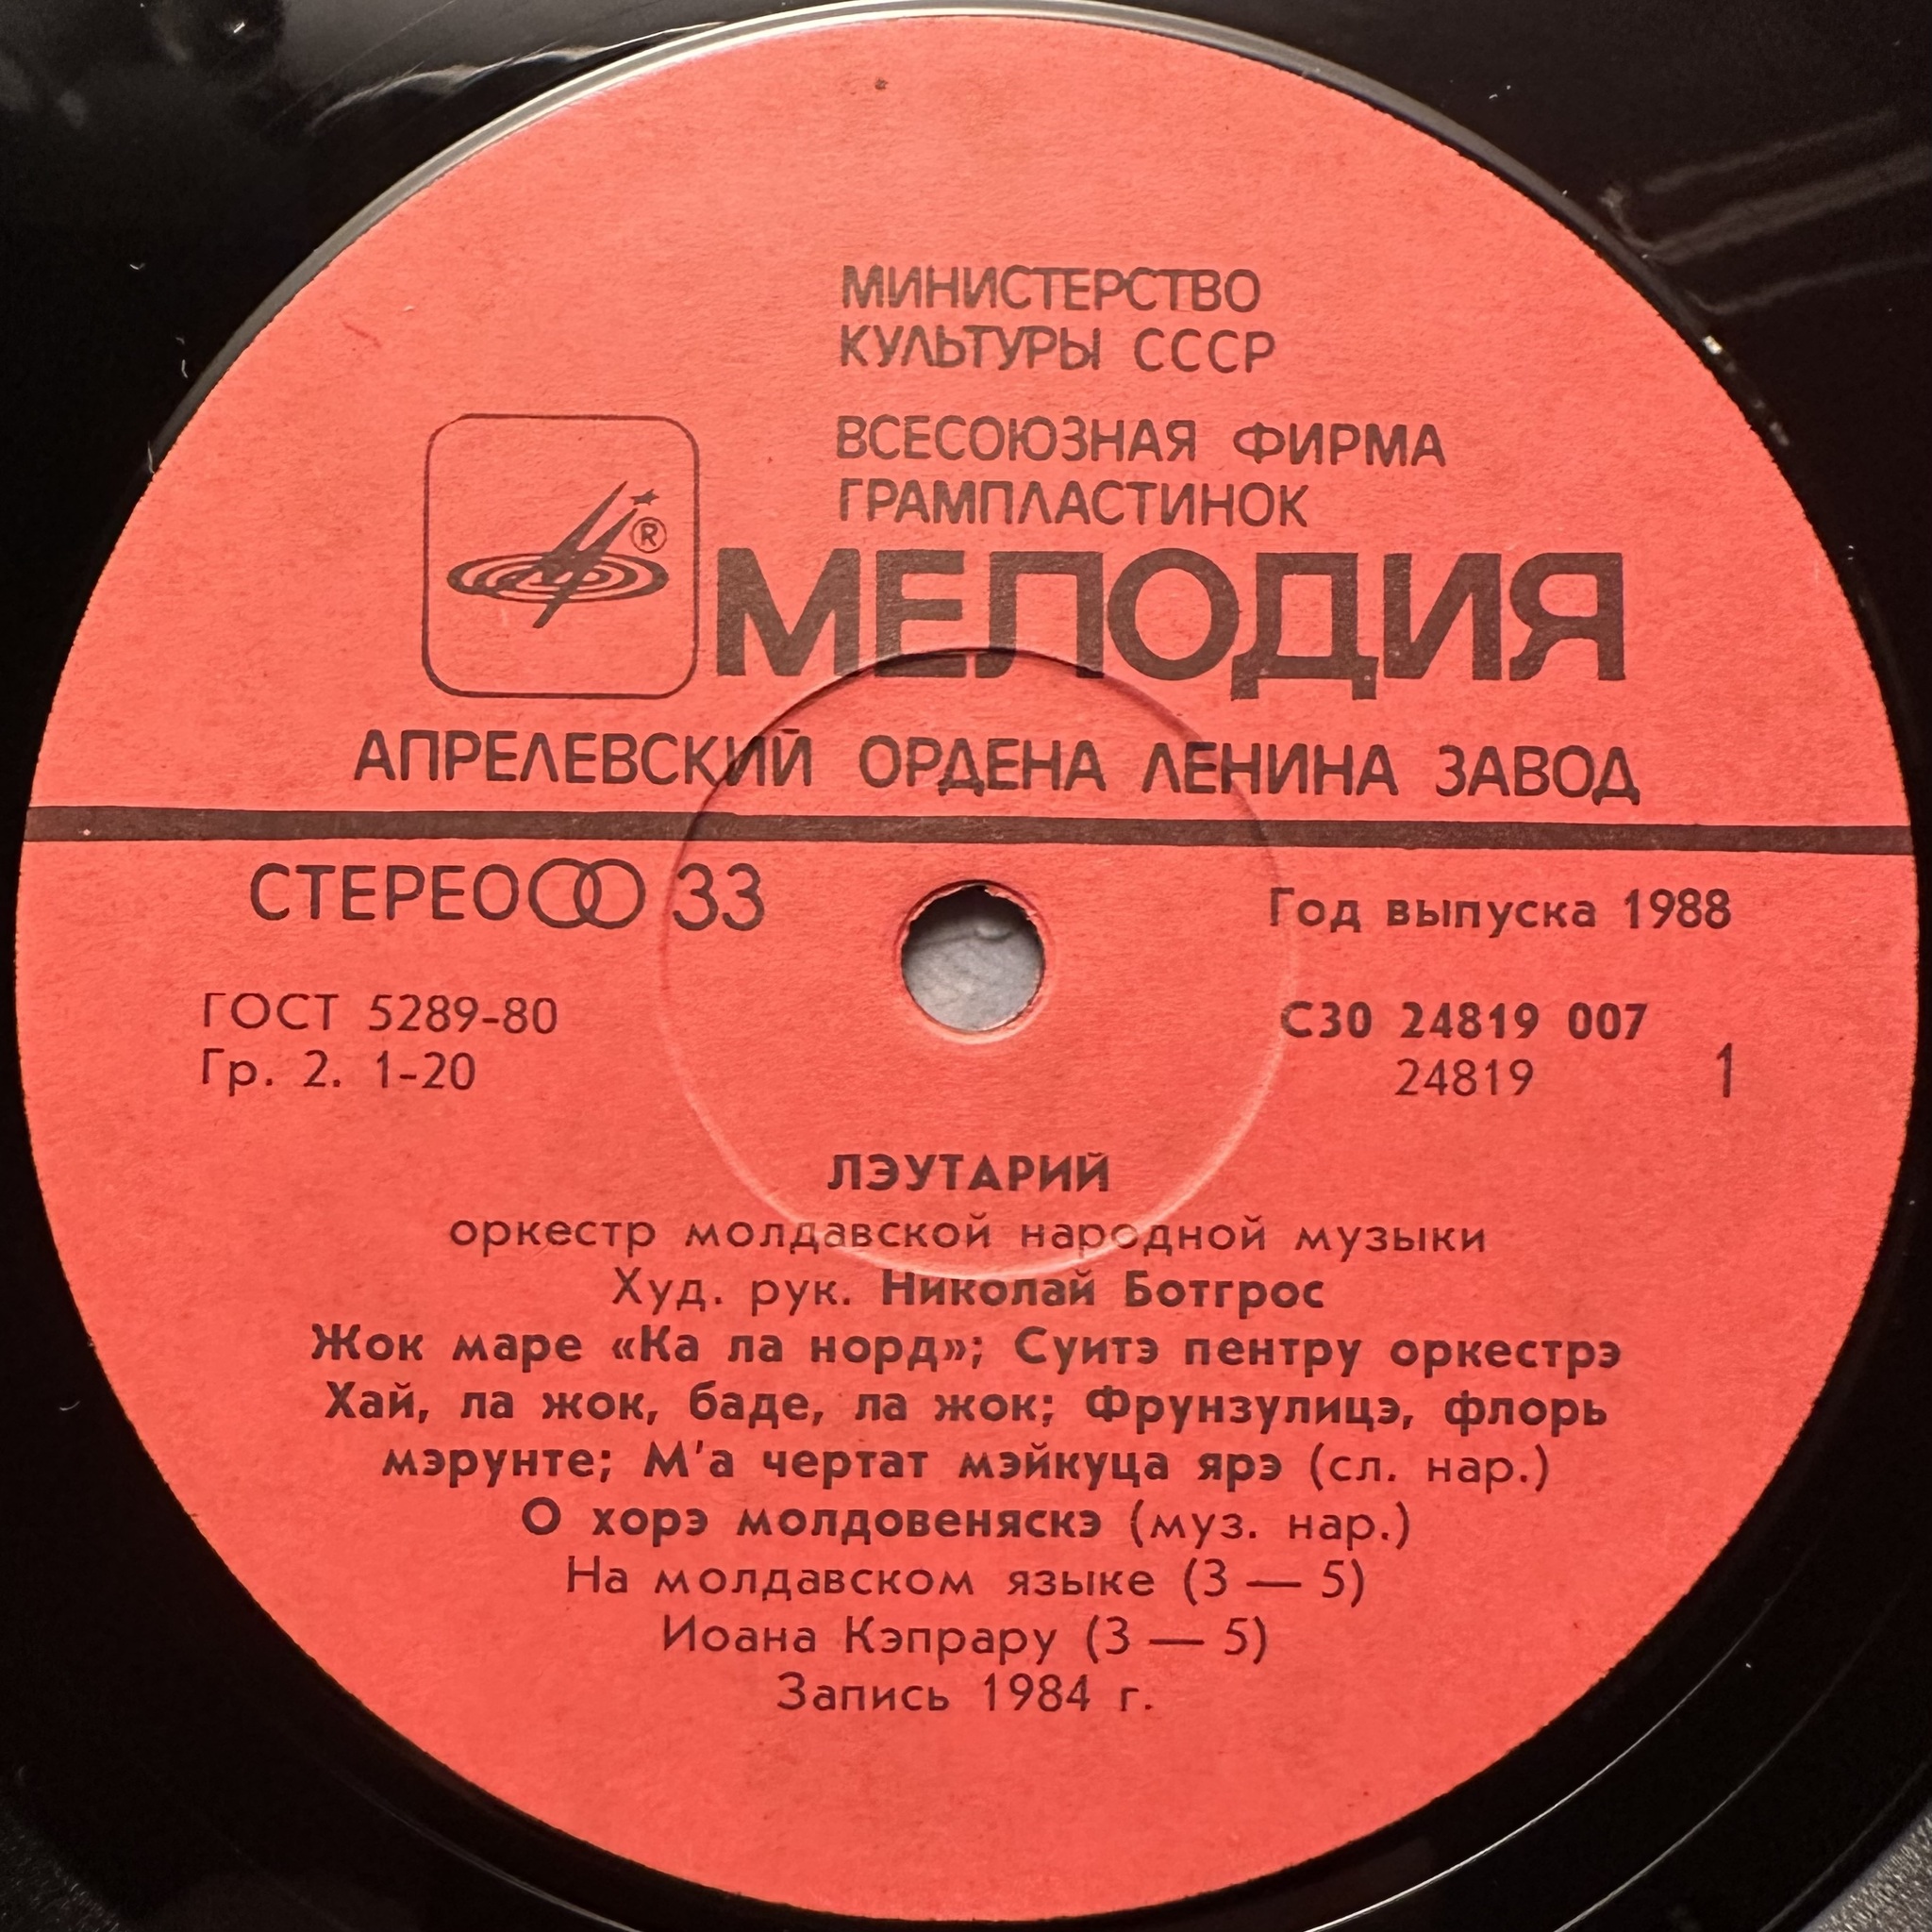 МИНИСТЕРСТВО
КУЛЬТУРЫ СССР
ВСЕСОЮЗНАЯ ФИРМА
ГРАМПЛАСТИНОК
®
МЕЛОДИЯ
АПРЕЛЕВСКИЙ ОРДЕНА ЛЕНИНА ЗАВОД
СТЕРЕО 33
Год выпуска 1988
ГОСТ 5289-80
Гр. 2. 1-20
С30 24819 007
24819
1
ЛЭУТАРИЙ
оркестр молдавской народной музыки
Худ. рук. Николай Ботгрос
Жок маре «Ка ла норд»; Суитэ пентру оркестрэ
Хай, ла жок, баде, ла жок; Фрунзулицэ, флорь
мэрунте; М'а чертат мэйкуца ярэ (сл. нар.)
О хорэ молдовеняскэ (муз. нар.)
На молдавском языке (3 — 5)
Иоана Кэпрару (3 — 5)
Запись 1984 г.